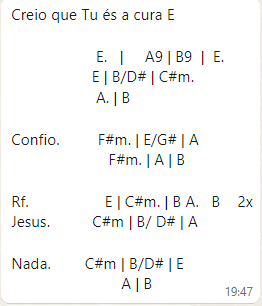 Creio que Tu és a cura E
E. | A9 | B9 | E.
E | B/D# | C#m.
A. | B
Confio. F#m. | E/G# | A
F#m. | A | B
Rf. E | C#m. | B A. B 2x
Jesus. C#m | B/ D# | A
Nada. C#m | B/D# | E
A | B
19:47